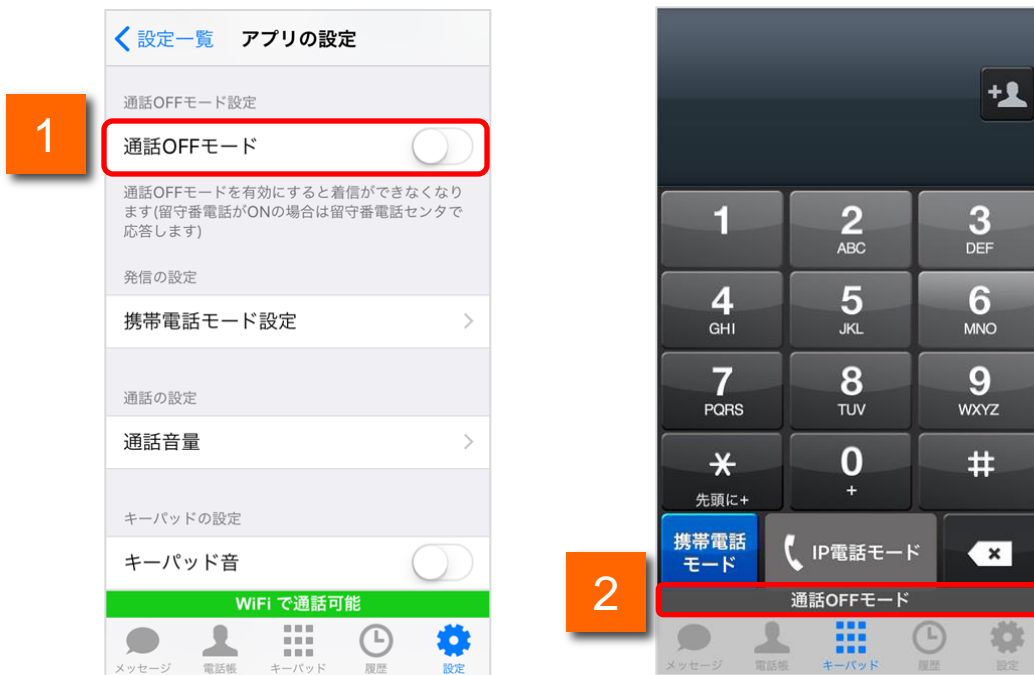 設定一覧 アプリの設定
通話OFFモード設定
1
通話OFFモード
通話OFFモードを有効にすると着信ができなくなり
ます(留守番電話がONの場合は留守番電話センタで
応答します)
発信の設定
携帯電話モード設定
通話の設定
通話音量
キーパッドの設定
キーパッド音
WiFi で通話可能
メッセージ 電話帳 キーパッド 履歴 設定
+
1 2 3
ABC DEF
4 5 6
GHI JKL MNO
7 8 9
PQRS TUV WXYZ
* 0 #
先頭に+ +
携帯電話
モード
IP電話モード
2
通話OFFモード
メッセージ 電話帳 キーパッド 履歴 設定